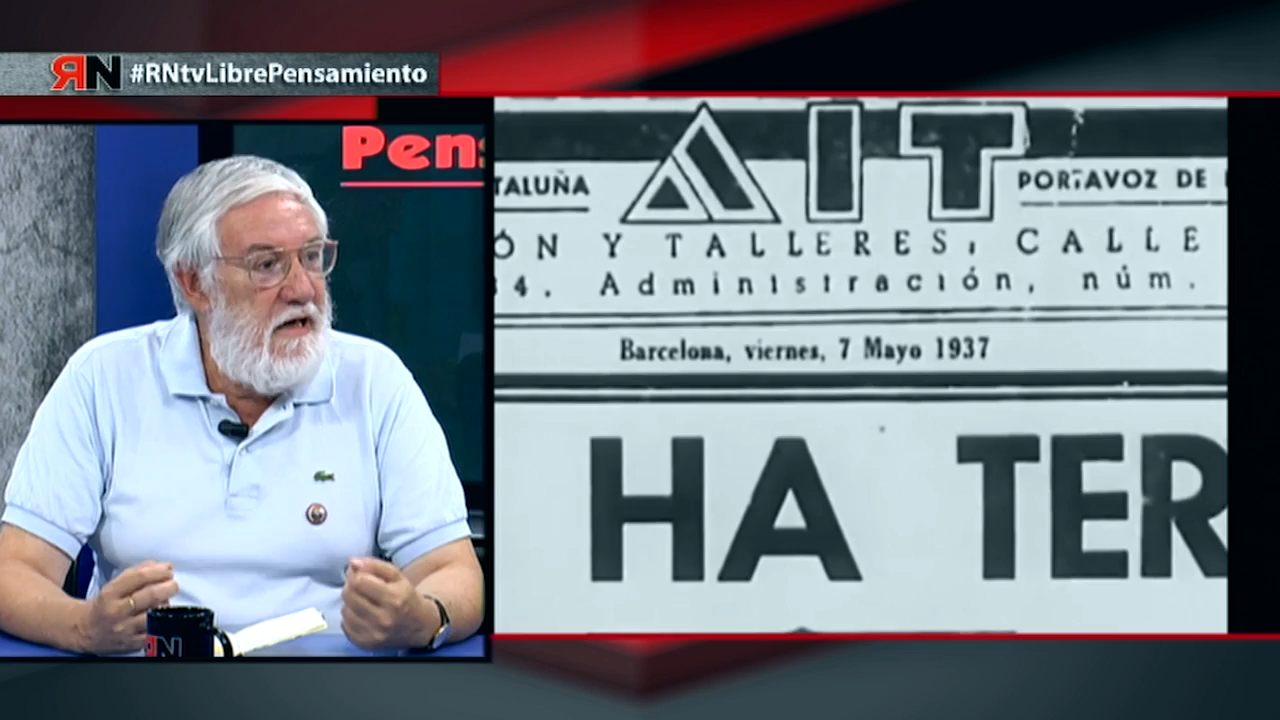 RN #RNtvLibrePensamiento
Pens
AIT
TALUÑA
PORTAVOZ DE
ÓN Y TALLERES, CALLE
34. Administración, núm.
Barcelona, viernes, 7 Mayo 1937
HA TER
RN